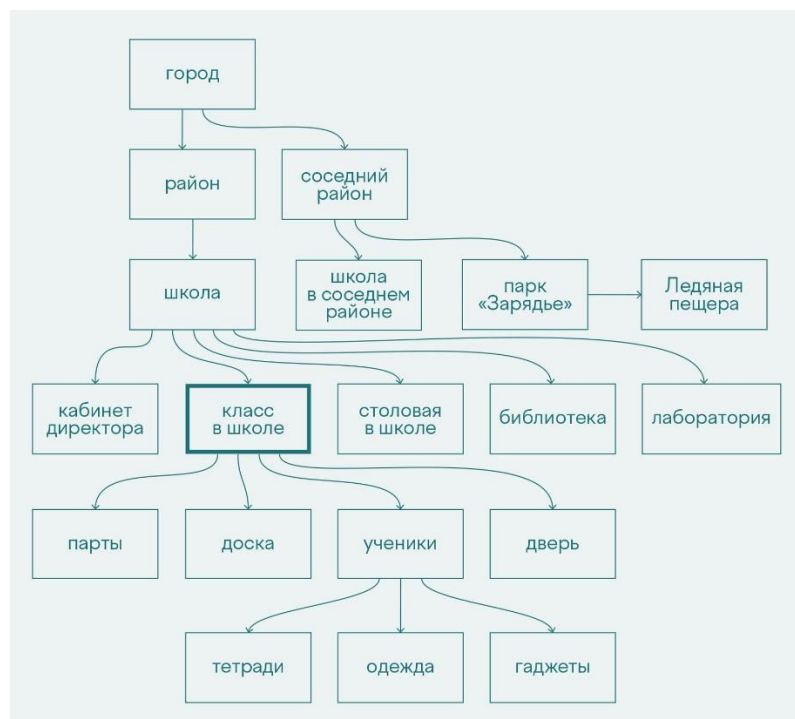 город
район
соседний
район
школа
школа
в соседнем
районе
парк
«Зарядье»
Ледяная
пещера
кабинет
директора
класс
в школе
столовая
в школе
библиотека
лаборатория
парты
доска
ученики
дверь
тетради
одежда
гаджеты